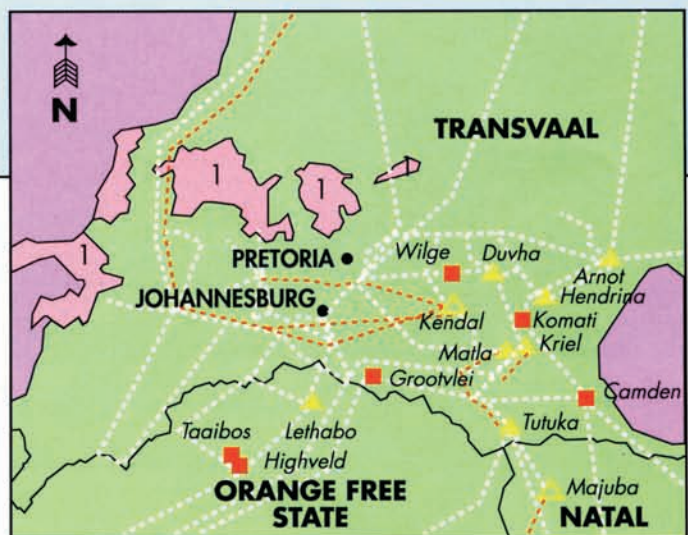 N
TRANSVAAL
1
1
1
PRETORIA
Wilge
Duvha
Arnot
JOHANNESBURG
Kendal
Hendrina
Komati
Matla
Kriel
Grootvlei
Camden
Taaibos
Lethabo
Tutuka
Highveld
ORANGE FREE
STATE
Majuba
NATAL